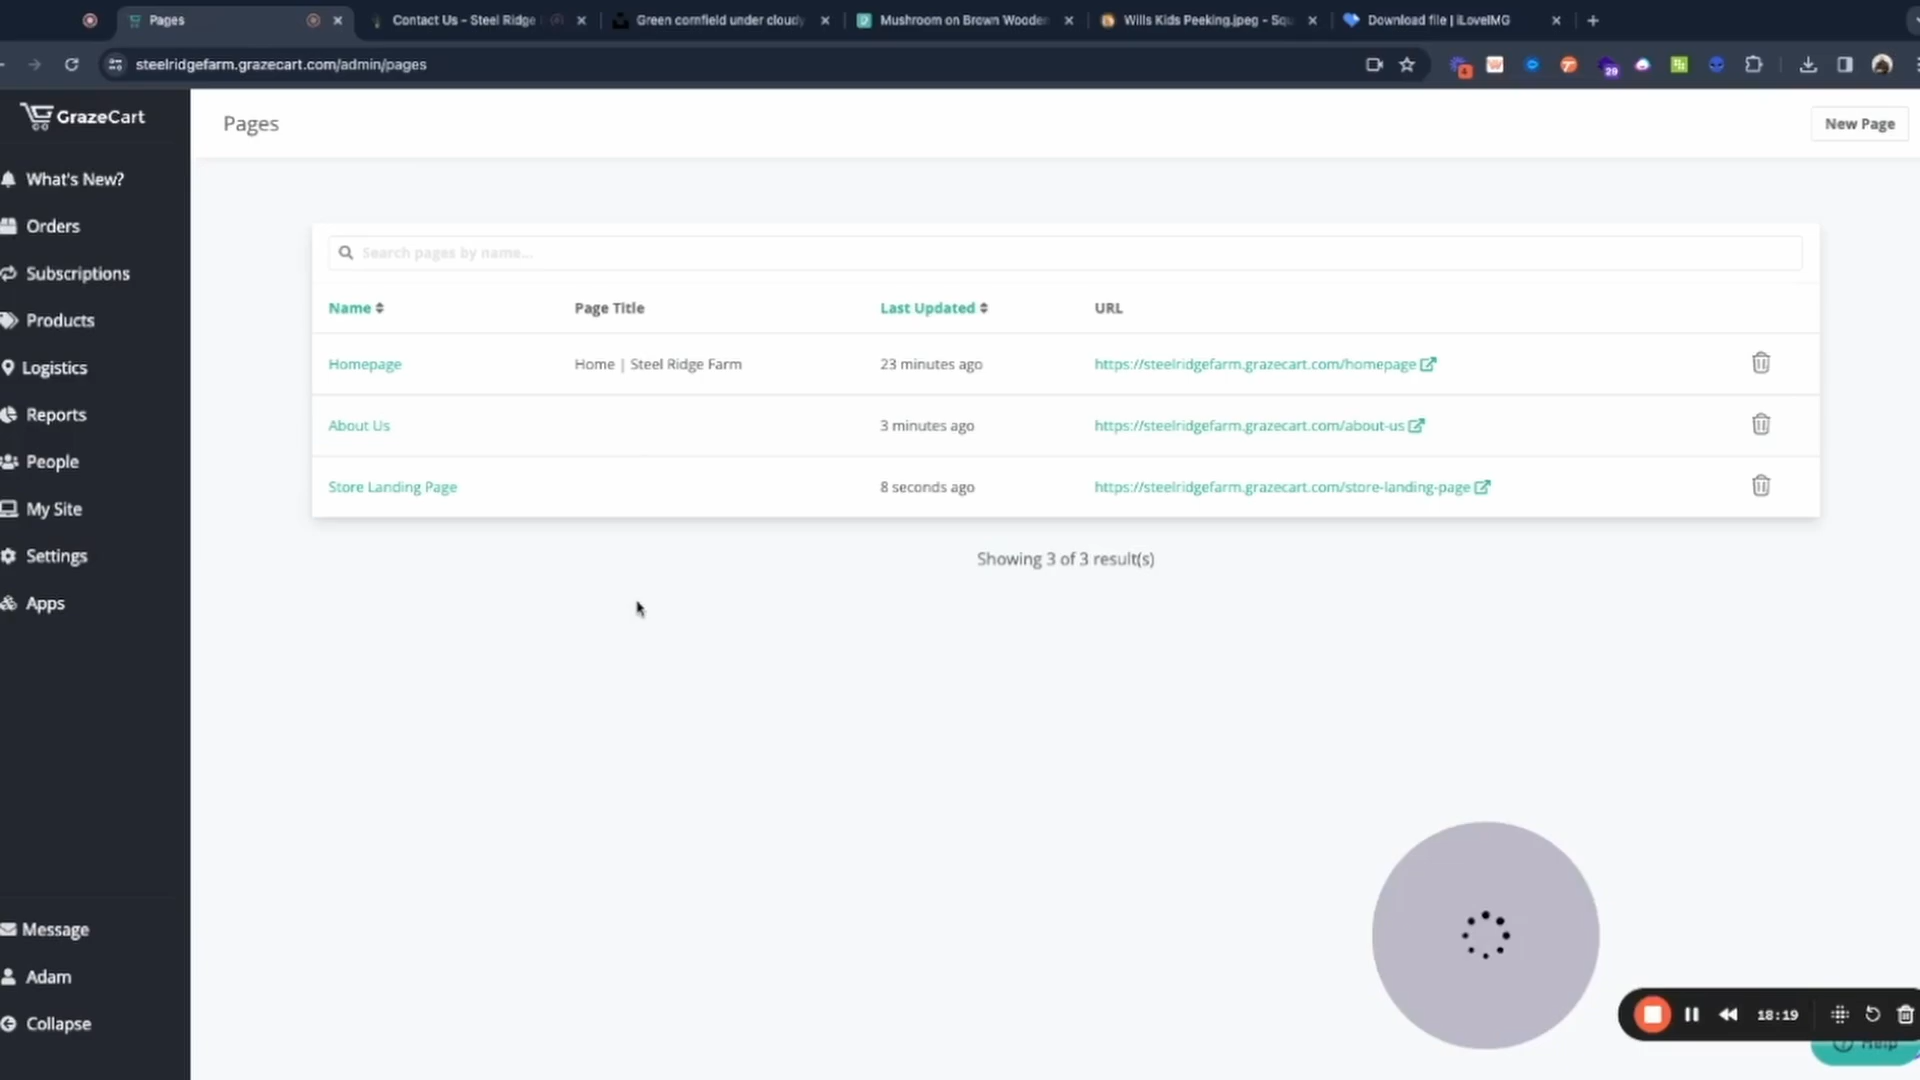 Pages
Contact Us – Steel Ridge
Green cornfield under cloudy
Mushroom on Brown Wooden
Wills Kids Peeking.jpeg - Squ
Download file | iLoveIMG
steelridgefarm.grazecart.com/admin/pages
4
29
GrazeCart
Pages
New Page
What's New?
Orders
Subscriptions
Products
Logistics
Reports
People
My Site
Settings
Apps
Message
Adam
Collapse
Search pages by name...
Name Page Title Last Updated URL
Homepage Home | Steel Ridge Farm 23 minutes ago https://steelridgefarm.grazecart.com/homepage
About Us 3 minutes ago https://steelridgefarm.grazecart.com/about-us
Store Landing Page 8 seconds ago https://steelridgefarm.grazecart.com/store-landing-page
Showing 3 of 3 result(s)
18:19
Help